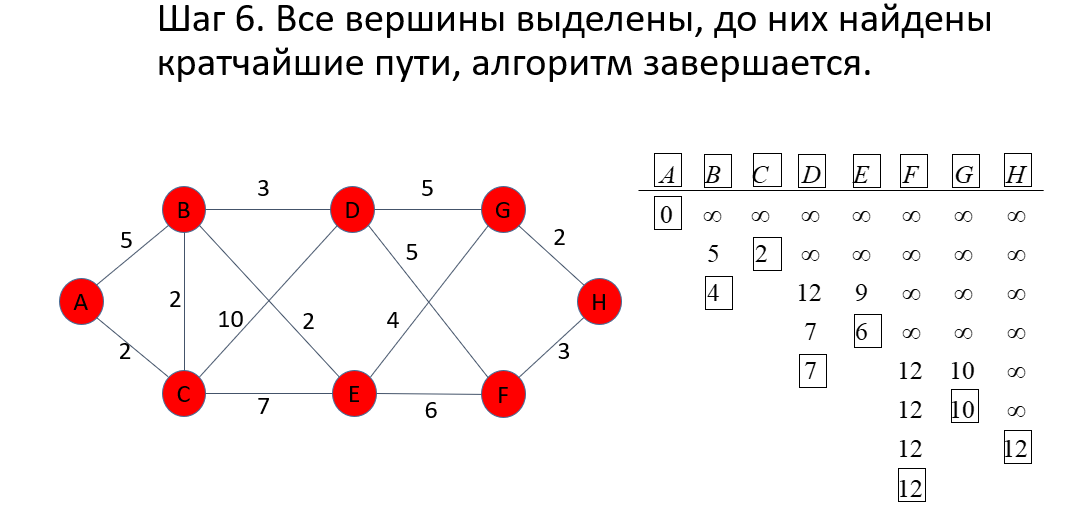 Шаг 6. Все вершины выделены, до них найдены
кратчайшие пути, алгоритм завершается.
3
5
B
D
G
5
5
2
A
2
10
2
4
H
2
3
C
E
F
7
6
A B C D E F G H
0 ∞ ∞ ∞ ∞ ∞ ∞ ∞
5 2 ∞ ∞ ∞ ∞ ∞
4 12 9 ∞ ∞ ∞
7 6 ∞ ∞ ∞
7 12 10 ∞
12 10 ∞
12 12
12